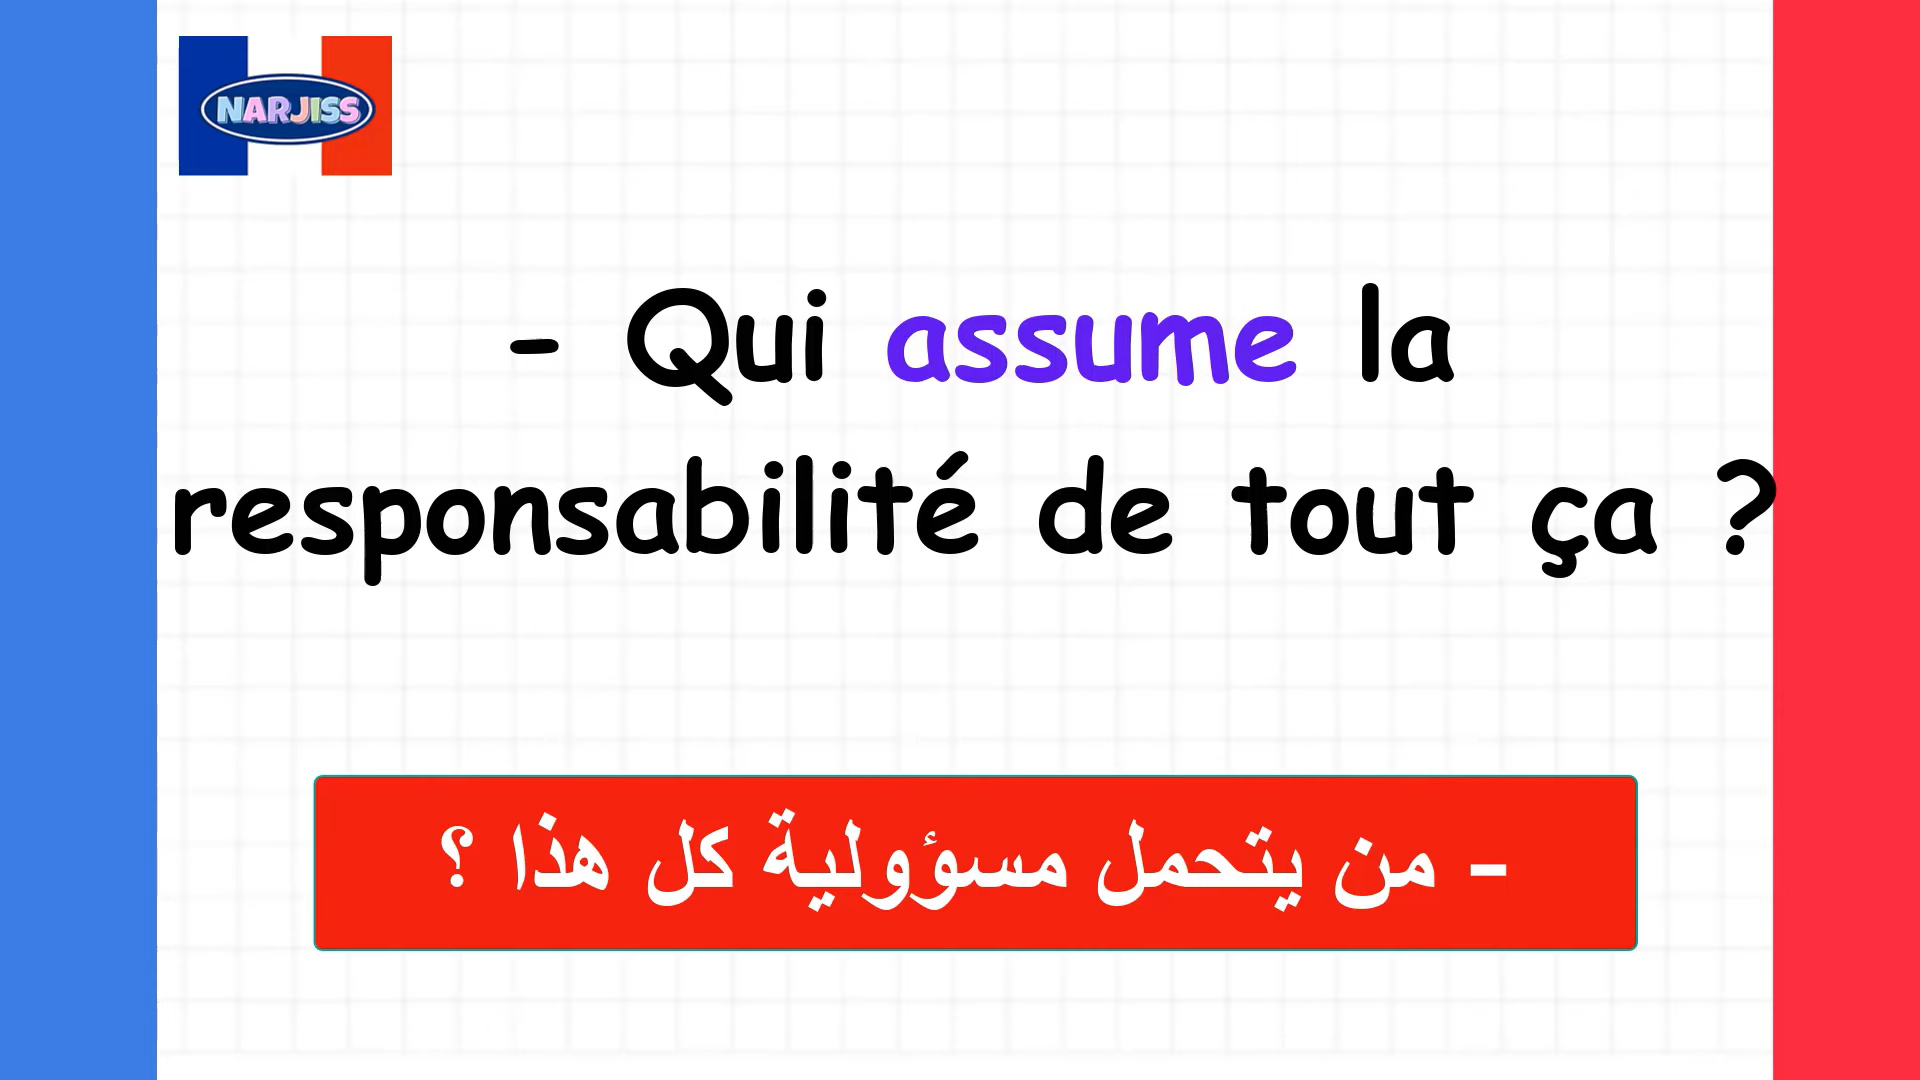 NARJISS
- Qui assume la
responsabilité de tout ça ?
- من يتحمل مسؤولية كل هذا ؟